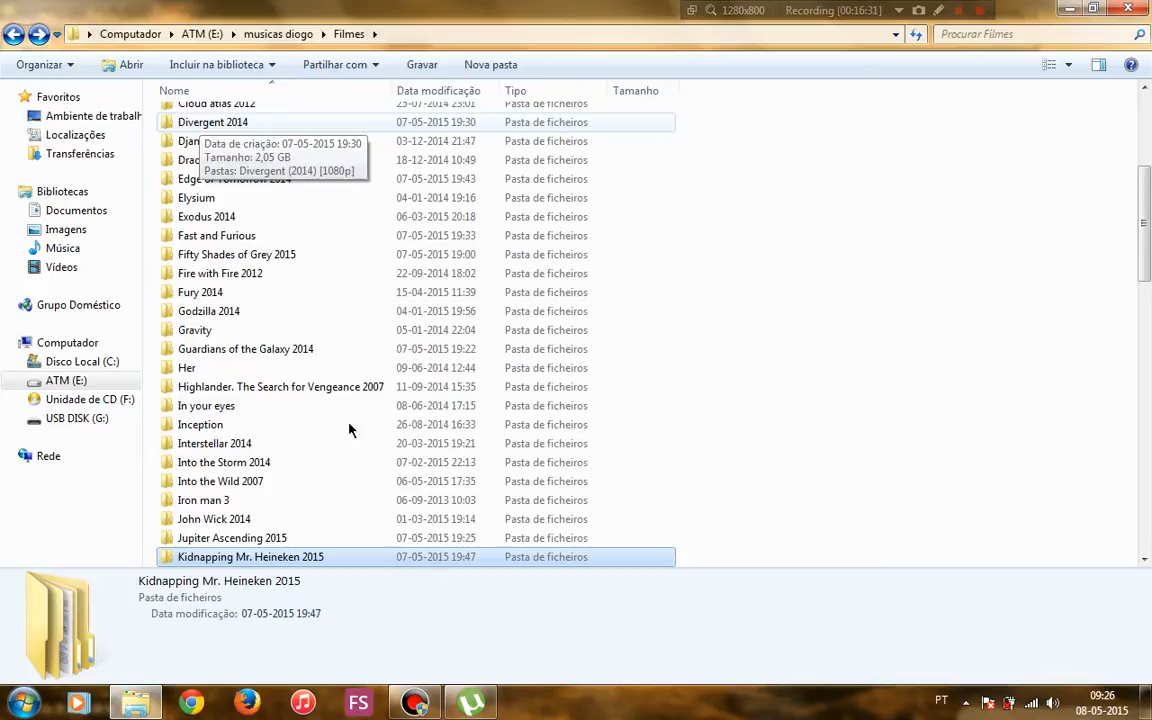 1280x800 Recording [00:16:31]
Computador ATM (E:) musicas diogo Filmes Procurar Filmes
Organizar Abrir Incluir na biblioteca Partilhar com Gravar Nova pasta
Nome Data modificação Tipo Tamanho
Favoritos
Ambiente de trabalh
Localizações
Transferências
Bibliotecas
Documentos
Imagens
Música
Vídeos
Grupo Doméstico
Computador
Disco Local (C:)
ATM (E:)
Unidade de CD (F:)
USB DISK (G:)
Rede
Cloud atlas 2012 25-07-2014 23:01 Pasta de ficheiros
Divergent 2014 07-05-2015 19:30 Pasta de ficheiros
Djan 03-12-2014 21:47 Pasta de ficheiros
Data de criação: 07-05-2015 19:30
Tamanho: 2,05 GB
Pastas: Divergent (2014) [1080p]
Drac 18-12-2014 10:49 Pasta de ficheiros
Edge of Tomorrow 2014 07-05-2015 19:43 Pasta de ficheiros
Elysium 04-01-2014 19:16 Pasta de ficheiros
Exodus 2014 06-03-2015 20:18 Pasta de ficheiros
Fast and Furious 07-05-2015 19:33 Pasta de ficheiros
Fifty Shades of Grey 2015 07-05-2015 19:00 Pasta de ficheiros
Fire with Fire 2012 22-09-2014 18:02 Pasta de ficheiros
Fury 2014 15-04-2015 11:39 Pasta de ficheiros
Godzilla 2014 04-01-2015 19:56 Pasta de ficheiros
Gravity 05-01-2014 22:04 Pasta de ficheiros
Guardians of the Galaxy 2014 07-05-2015 19:22 Pasta de ficheiros
Her 09-06-2014 12:44 Pasta de ficheiros
Highlander. The Search for Vengeance 2007 11-09-2014 15:35 Pasta de ficheiros
In your eyes 08-06-2014 17:15 Pasta de ficheiros
Inception 26-08-2014 16:33 Pasta de ficheiros
Interstellar 2014 20-03-2015 19:21 Pasta de ficheiros
Into the Storm 2014 07-02-2015 22:13 Pasta de ficheiros
Into the Wild 2007 06-05-2015 17:35 Pasta de ficheiros
Iron man 3 06-09-2013 10:03 Pasta de ficheiros
John Wick 2014 01-03-2015 19:14 Pasta de ficheiros
Jupiter Ascending 2015 07-05-2015 19:25 Pasta de ficheiros
Kidnapping Mr. Heineken 2015 07-05-2015 19:47 Pasta de ficheiros
Kidnapping Mr. Heineken 2015
Pasta de ficheiros
Data modificação: 07-05-2015 19:47
FS PT 09:26
08-05-2015